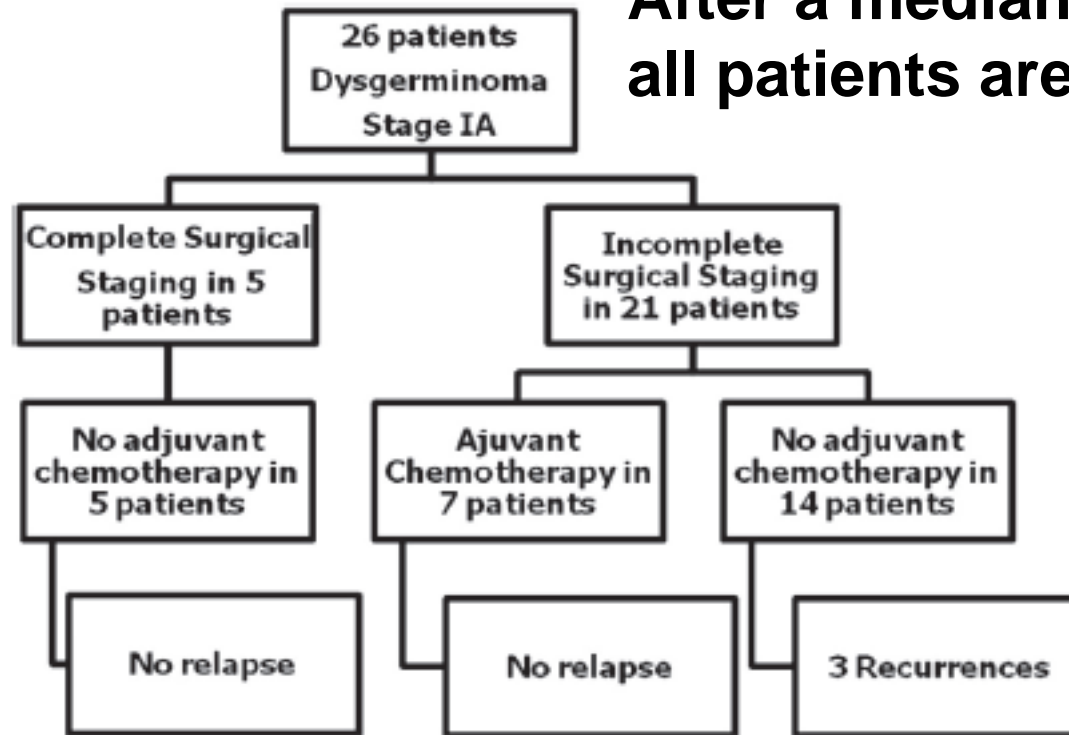 After a median
all patients are
26 patients
Dysgerminoma
Stage IA
Complete Surgical
Staging in 5
patients
Incomplete
Surgical Staging
in 21 patients
No adjuvant
chemotherapy in
5 patients
Ajuvant
Chemotherapy in
7 patients
No adjuvant
chemotherapy in
14 patients
No relapse
No relapse
3 Recurrences